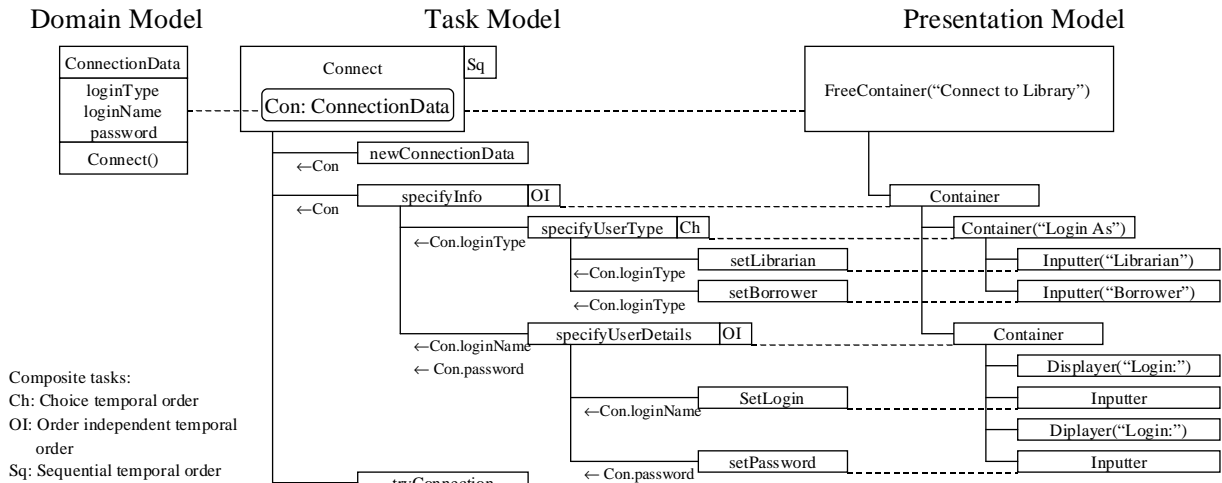 Domain Model
Task Model
Presentation Model
ConnectionData
loginType
loginName
password
Connect()
Connect
Sq
Con: ConnectionData
FreeContainer(“Connect to Library”)
←Con
newConnectionData
←Con
specifyInfo
OI
Container
←Con.loginType
specifyUserType
Ch
Container(“Login As”)
←Con.loginType
setLibrarian
Inputter(“Librarian”)
←Con.loginType
setBorrower
Inputter(“Borrower”)
←Con.loginName
← Con.password
specifyUserDetails
OI
Container
Displayer(“Login:”)
←Con.loginName
SetLogin
Inputter
Diplayer(“Login:”)
← Con.password
setPassword
Inputter
tryConnection
Composite tasks:
Ch: Choice temporal order
OI: Order independent temporal
order
Sq: Sequential temporal order